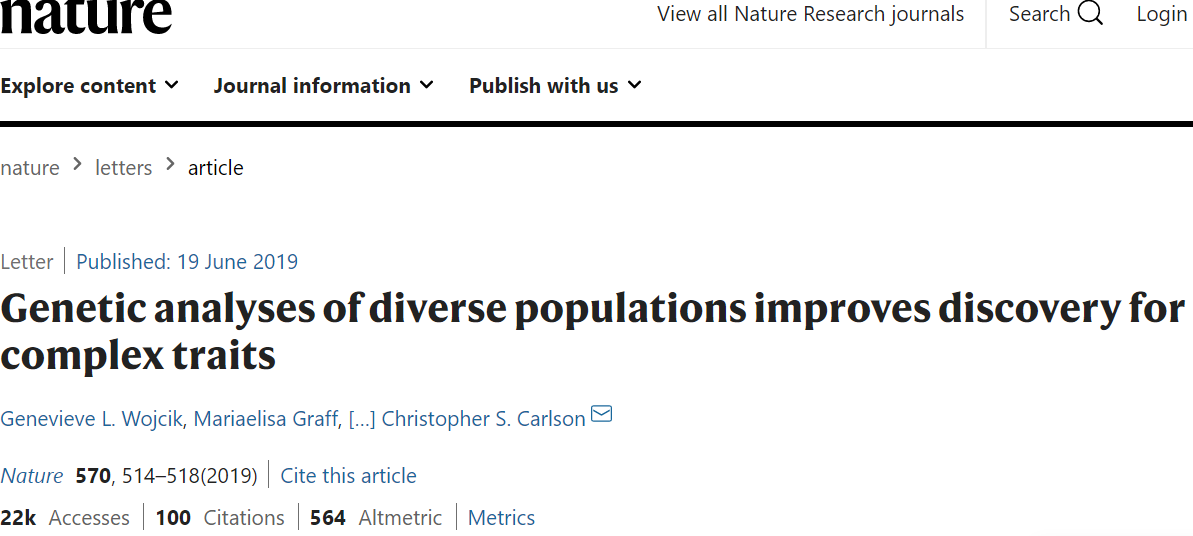 nature
View all Nature Research journals Search Login
Explore content Journal information Publish with us
nature > letters > article
Letter | Published: 19 June 2019
Genetic analyses of diverse populations improves discovery for
complex traits
Genevieve L. Wojcik, Mariaelisa Graff, [...] Christopher S. Carlson
Nature 570, 514–518(2019) | Cite this article
22k Accesses | 100 Citations | 564 Altmetric | Metrics